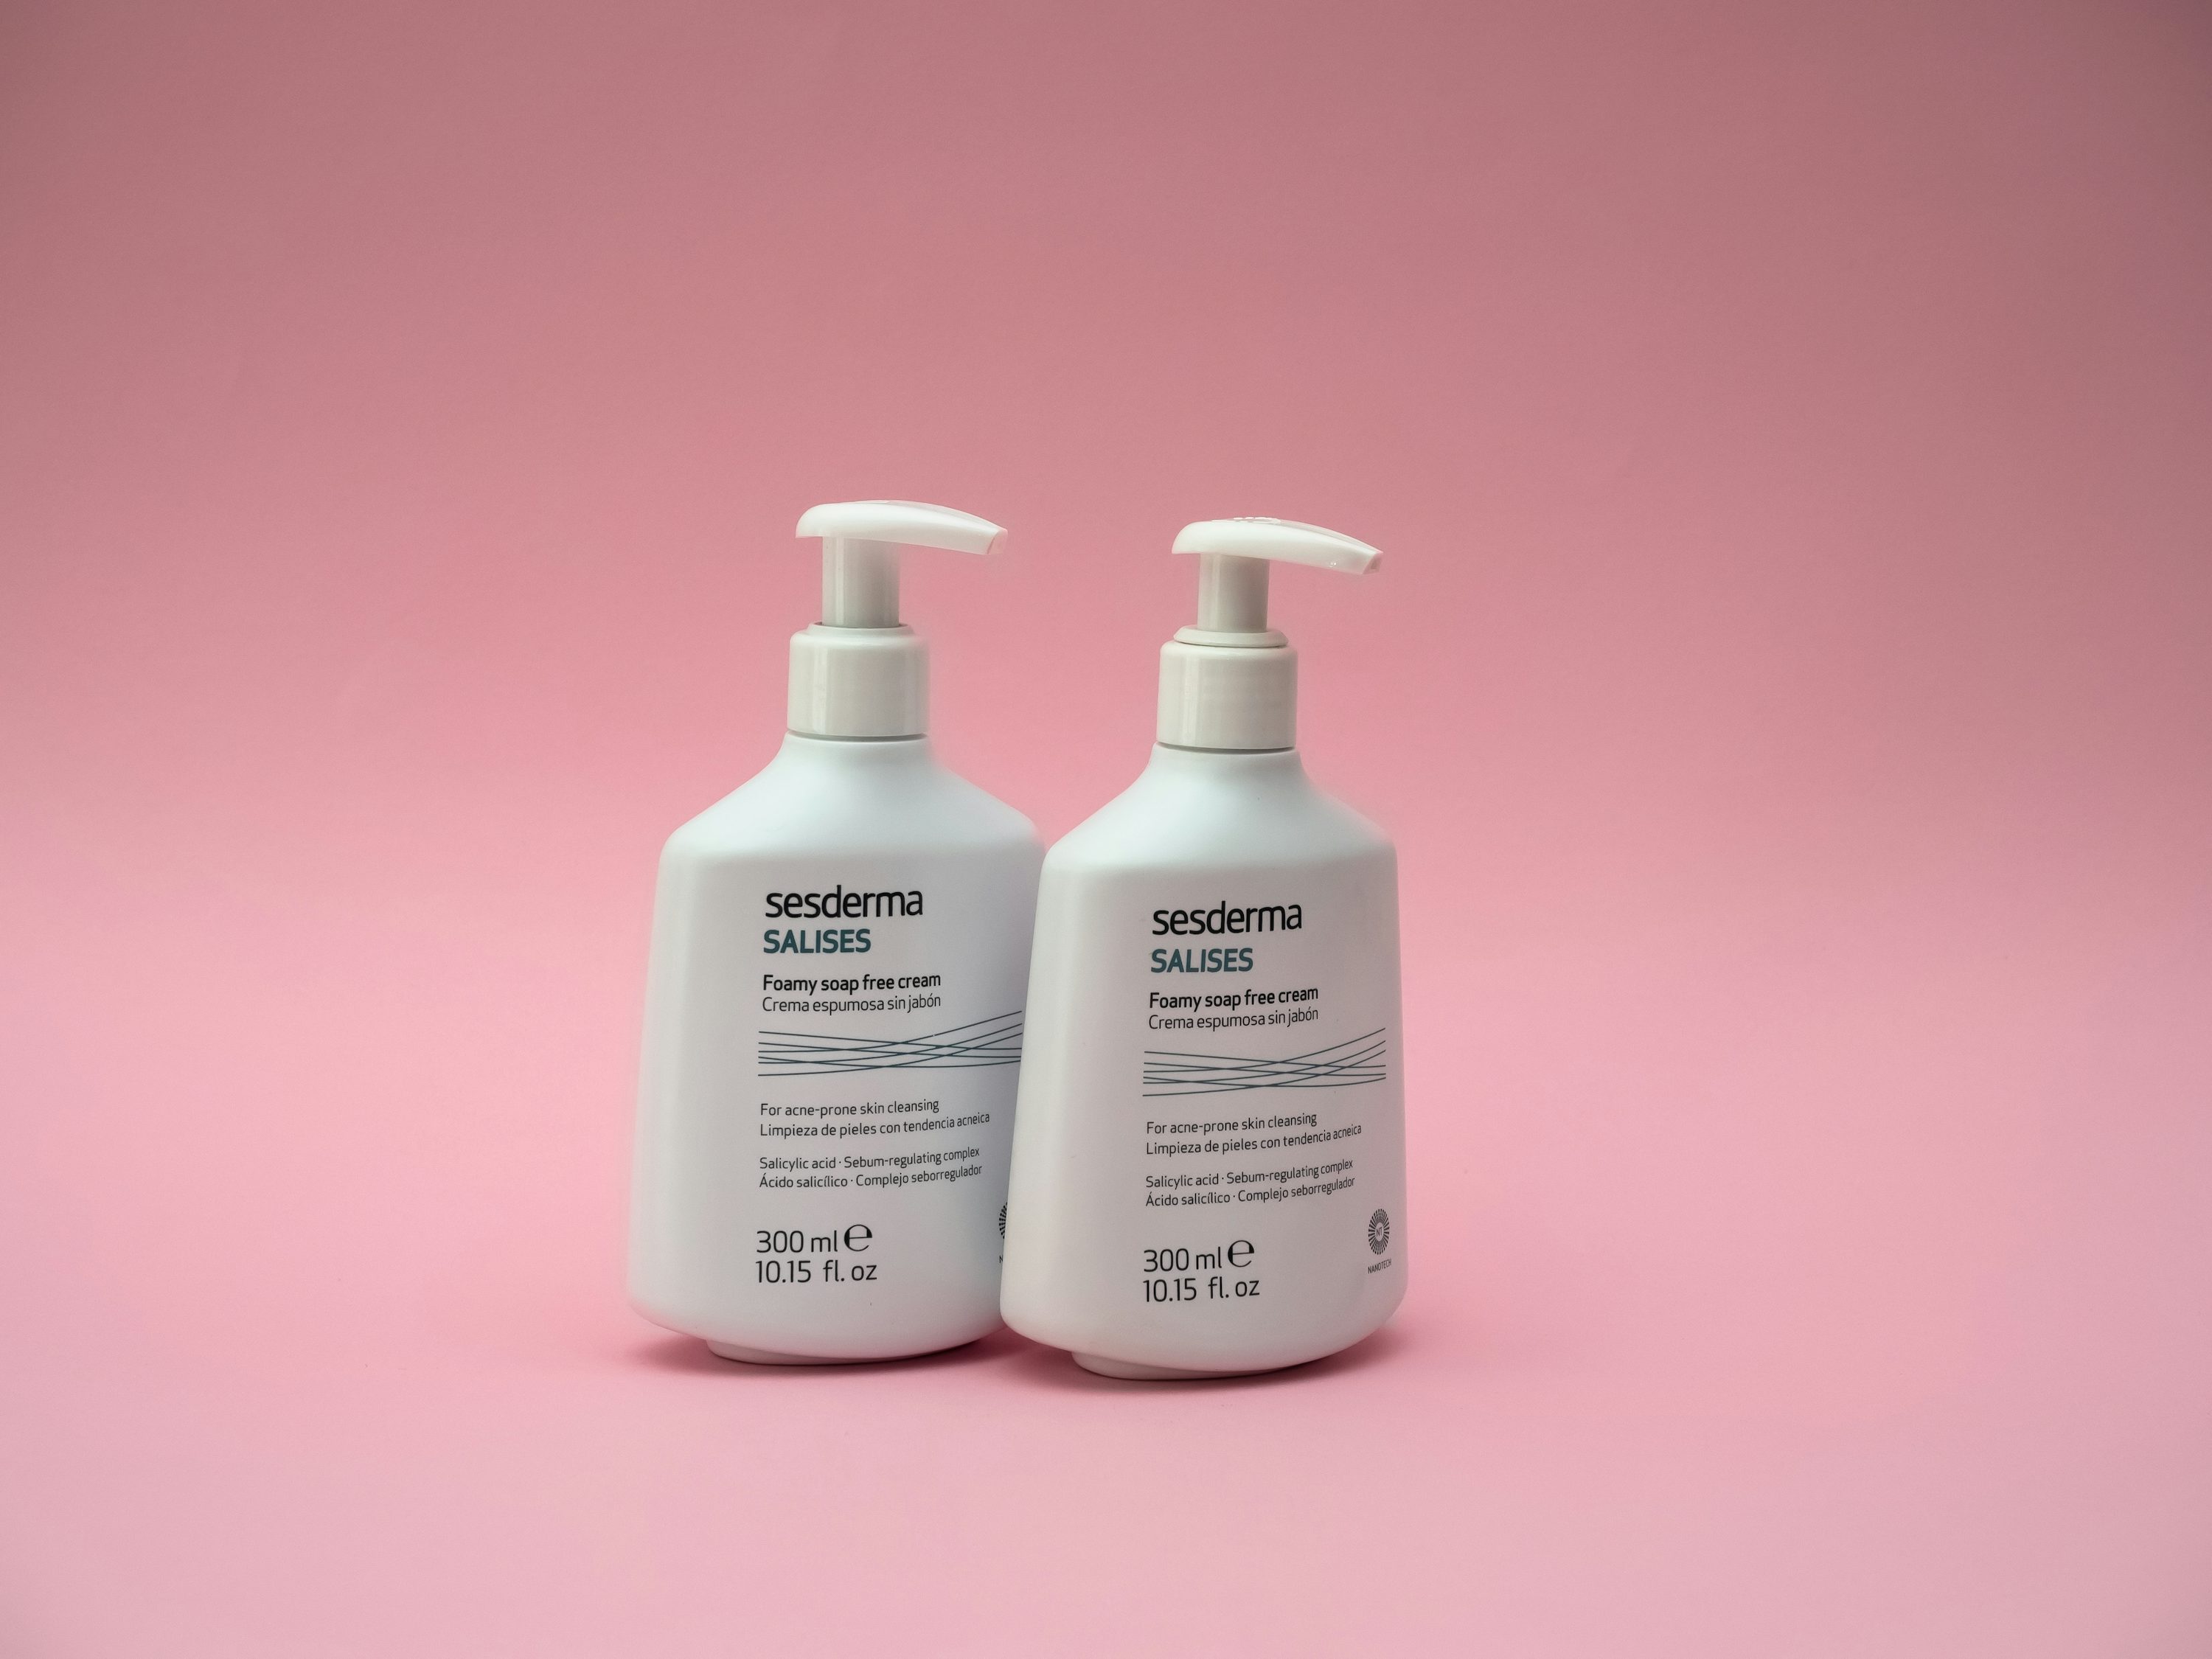 sesderma
SALISES
Foamy soap free cream
Crema espumosa sin jabón
For acne-prone skin cleansing
Limpieza de pieles con tendencia acneica
Salicylic acid · Sebum-regulating complex
Ácido salicílico · Complejo seborregulador
300 ml ℮
10.15 fl. oz
sesderma
SALISES
Foamy soap free cream
Crema espumosa sin jabón
For acne-prone skin cleansing
Limpieza de pieles con tendencia acneica
Salicylic acid · Sebum-regulating complex
Ácido salicílico · Complejo seborregulador
300 ml ℮
10.15 fl. oz
NANOTECH